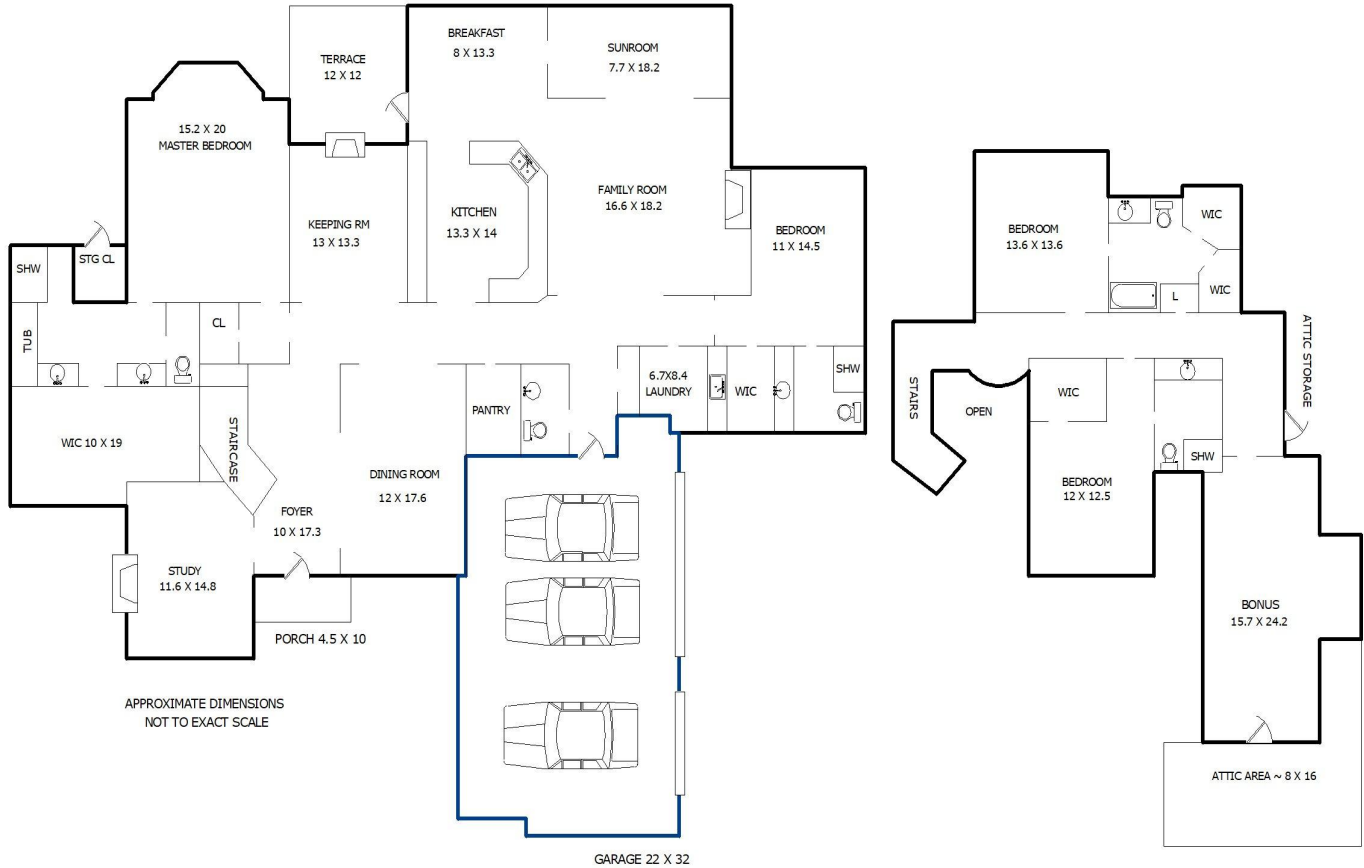 BREAKFAST
8 X 13.3
SUNROOM
7.7 X 18.2
TERRACE
12 X 12
15.2 X 20
MASTER BEDROOM
KEEPING RM
13 X 13.3
KITCHEN
13.3 X 14
FAMILY ROOM
16.6 X 18.2
BEDROOM
11 X 14.5
STG CL
SHW
TUB
CL
WIC 10 X 19
STAIRCASE
PANTRY
6.7X8.4
LAUNDRY
WIC
SHW
DINING ROOM
12 X 17.6
FOYER
10 X 17.3
STUDY
11.6 X 14.8
PORCH 4.5 X 10
APPROXIMATE DIMENSIONS
NOT TO EXACT SCALE
GARAGE 22 X 32
BEDROOM
13.6 X 13.6
WIC
WIC
L
ATTIC STORAGE
STAIRS
OPEN
WIC
SHW
BEDROOM
12 X 12.5
BONUS
15.7 X 24.2
ATTIC AREA ~ 8 X 16